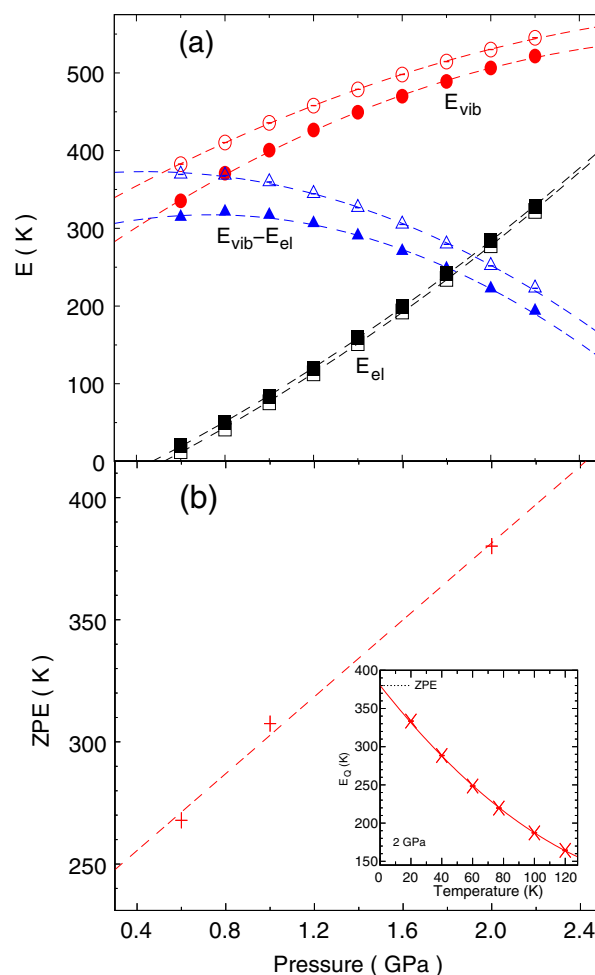 (a)
E ( K )
500
400
300
200
100
0
E_vib
E_vib–E_el
E_el
(b)
ZPE ( K )
400
350
300
250
400
350
300
250
200
150
ZPE
E_Q (K)
2 GPa
0 20 40 60 80 100 120
Temperature (K)
0.4 0.8 1.2 1.6 2.0 2.4
Pressure ( GPa )